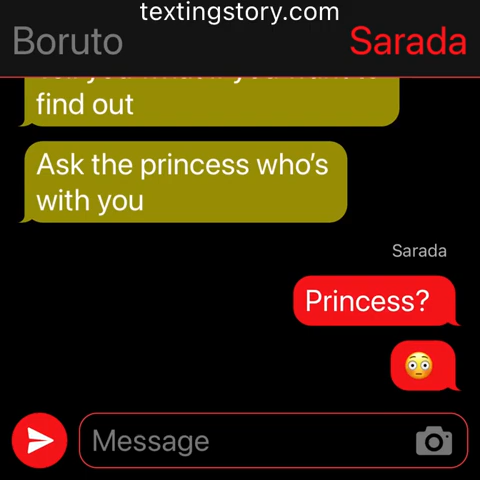 textingstory.com
Boruto
Sarada
find out
Ask the princess who's
with you
Sarada
Princess?
😳
Message